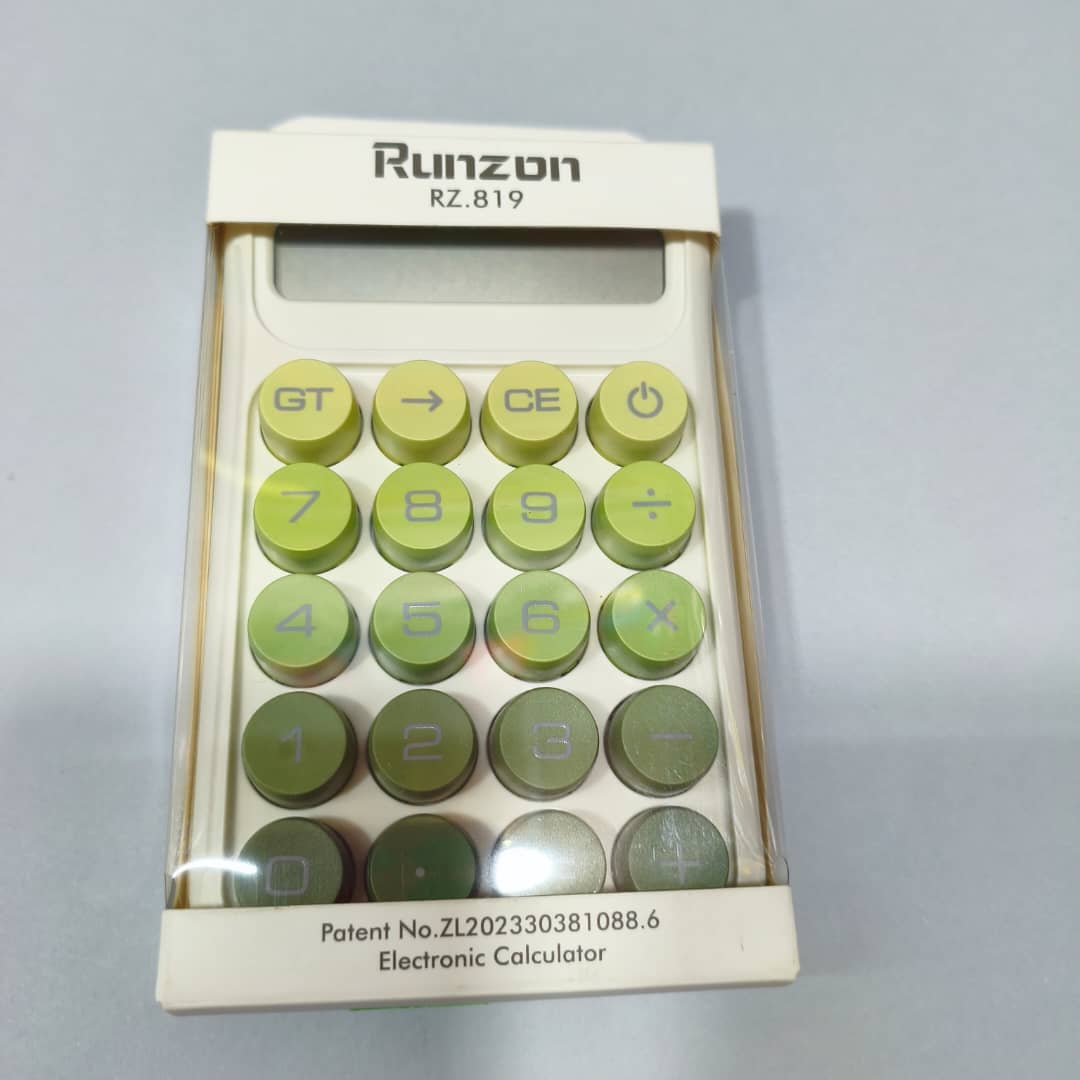 Runzon
RZ.819
GT → CE
7 8 9 ÷
4 5 6 ×
1 2 3 −
0 . +
Patent No.ZL202330381088.6
Electronic Calculator